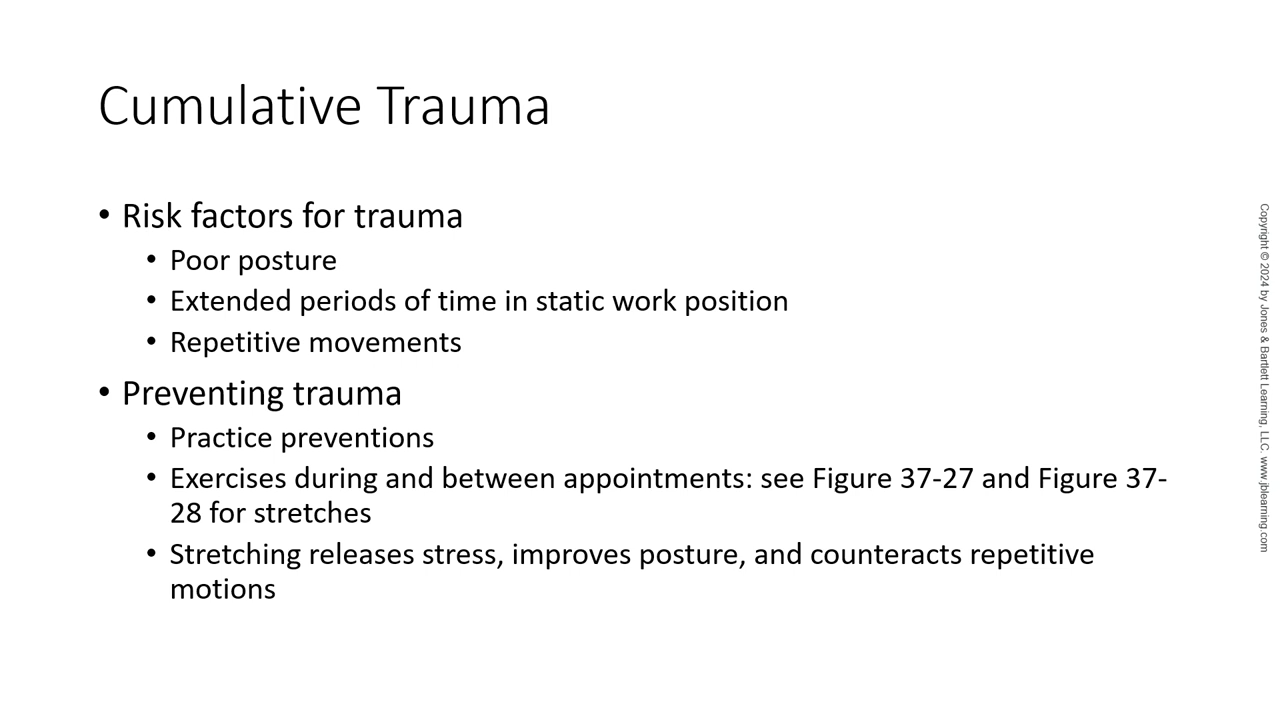 Cumulative Trauma
• Risk factors for trauma
• Poor posture
• Extended periods of time in static work position
• Repetitive movements
• Preventing trauma
• Practice preventions
• Exercises during and between appointments: see Figure 37-27 and Figure 37-
28 for stretches
• Stretching releases stress, improves posture, and counteracts repetitive
motions
Copyright © 2024 by Jones & Bartlett Learning, LLC. www.jblearning.com